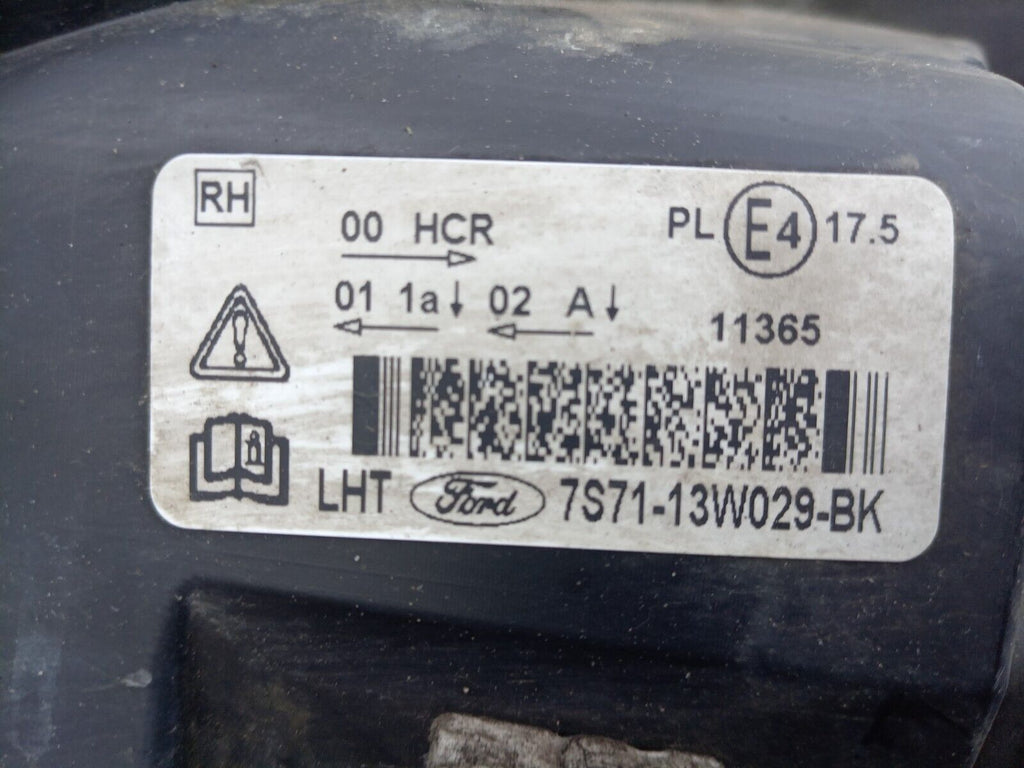 RH
00 HCR
PL E4 17.5
01 1a↓ 02 A↓
11365
LHT Ford 7S71-13W029-BK